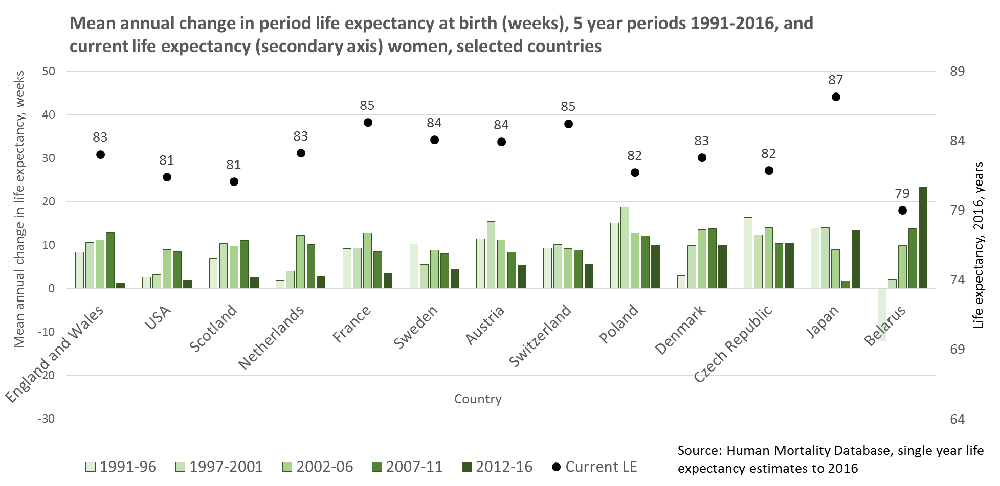 Mean annual change in period life expectancy at birth (weeks), 5 year periods 1991-2016, and
current life expectancy (secondary axis) women, selected countries
Mean annual change in life expectancy, weeks
50
40
30
20
10
0
-10
-20
-30
83
81
81
83
85
84
84
85
82
83
82
87
79
89
84
79
74
69
64
Life expectancy, 2016, years
England and Wales
USA
Scotland
Netherlands
France
Sweden
Austria
Switzerland
Poland
Denmark
Czech Republic
Japan
Belarus
Country
1991-96
1997-2001
2002-06
2007-11
2012-16
Current LE
Source: Human Mortality Database, single year life
expectancy estimates to 2016